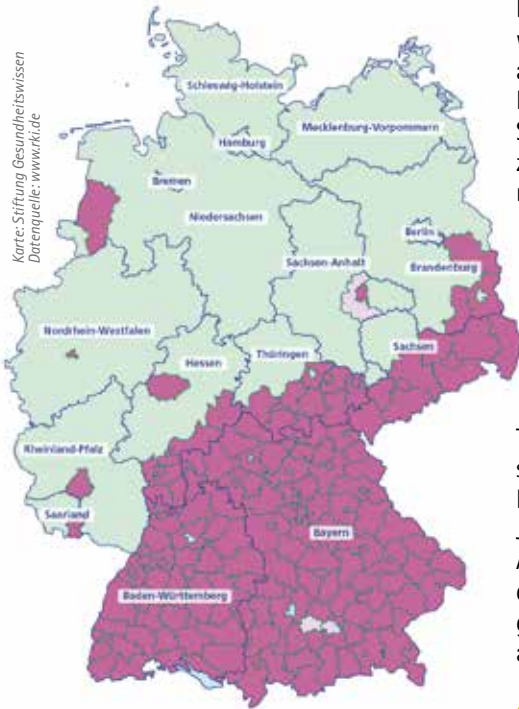 Karte: Stiftung Gesundheitswissen
Datenquelle: www.rki.de
Schleswig-Holstein
Mecklenburg-Vorpommern
Hamburg
Bremen
Niedersachsen
Berlin
Sachsen-Anhalt
Brandenburg
Nordrhein-Westfalen
Hessen
Thüringen
Sachsen
Rheinland-Pfalz
Saarland
Bayern
Baden-Württemberg